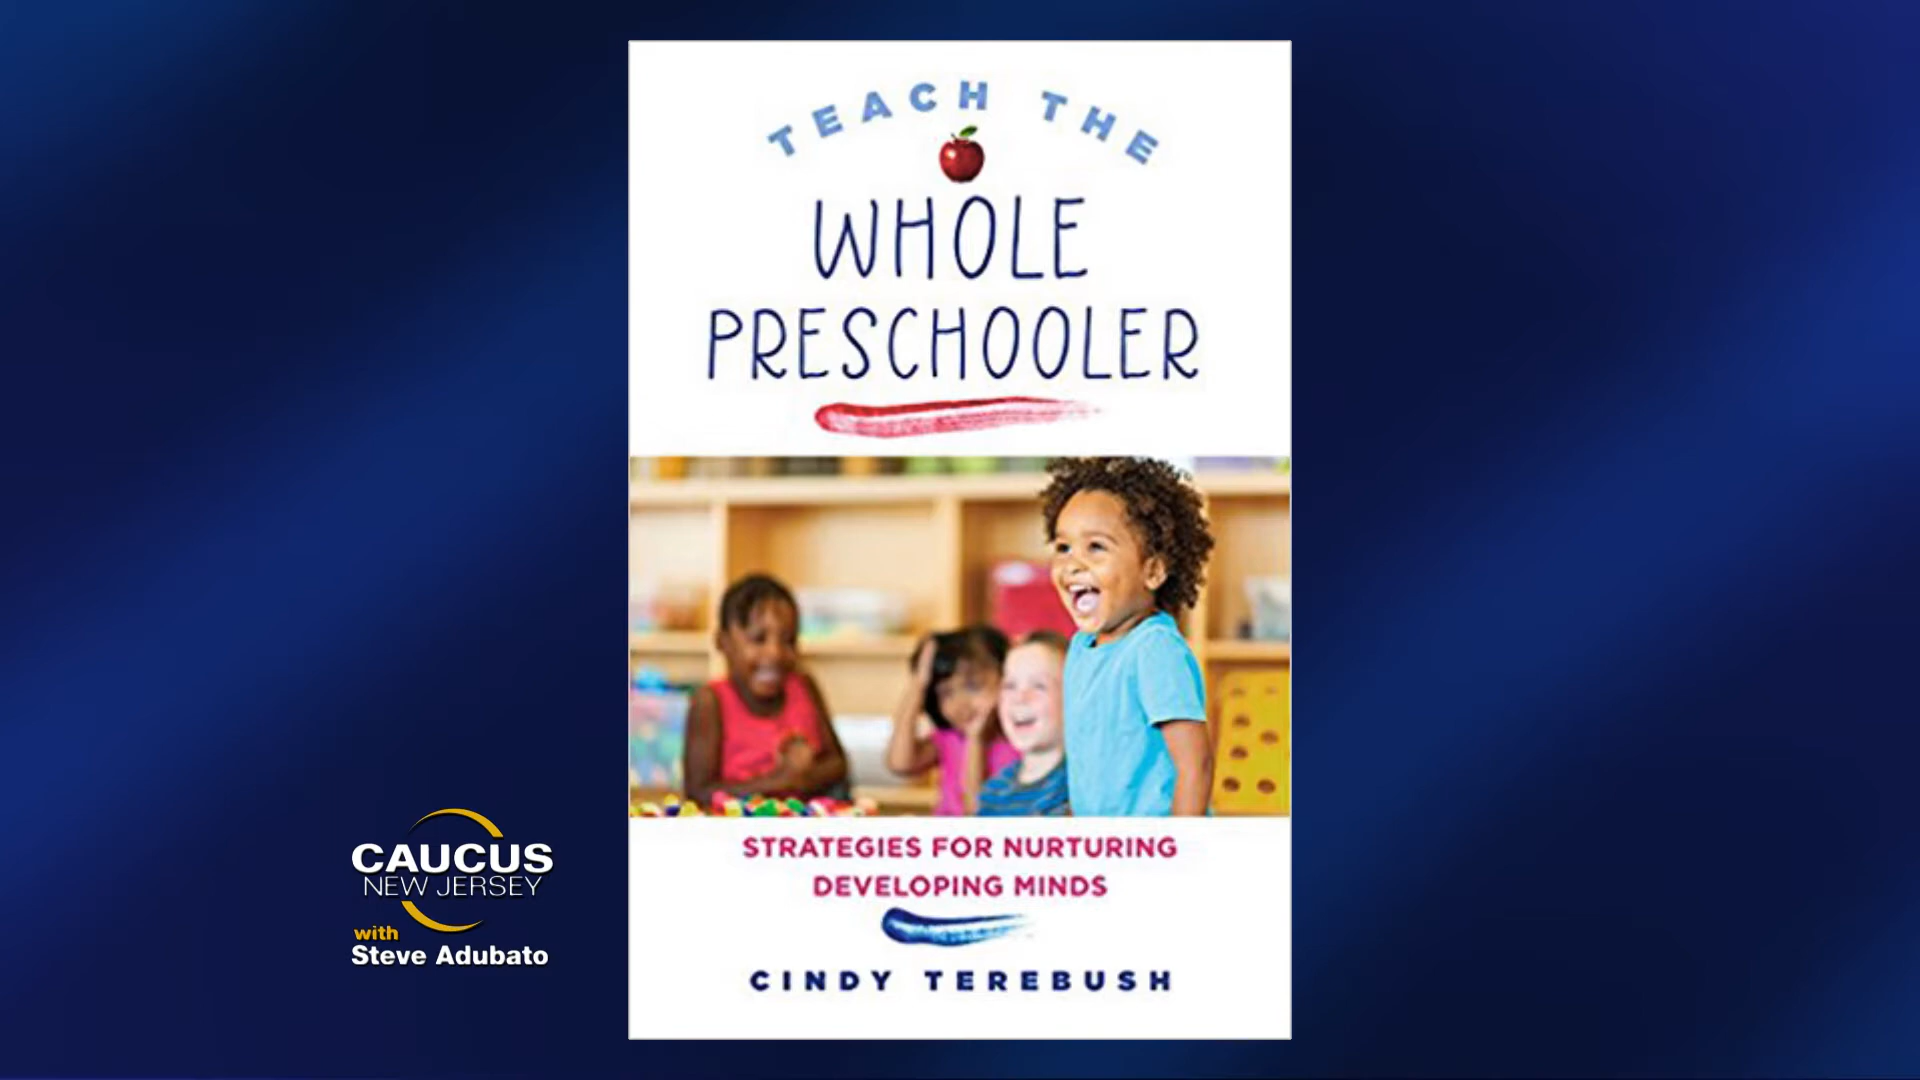 TEACH THE
WHOLE
PRESCHOOLER
STRATEGIES FOR NURTURING
DEVELOPING MINDS
CINDY TEREBUSH
CAUCUS
NEW JERSEY
with
Steve Adubato